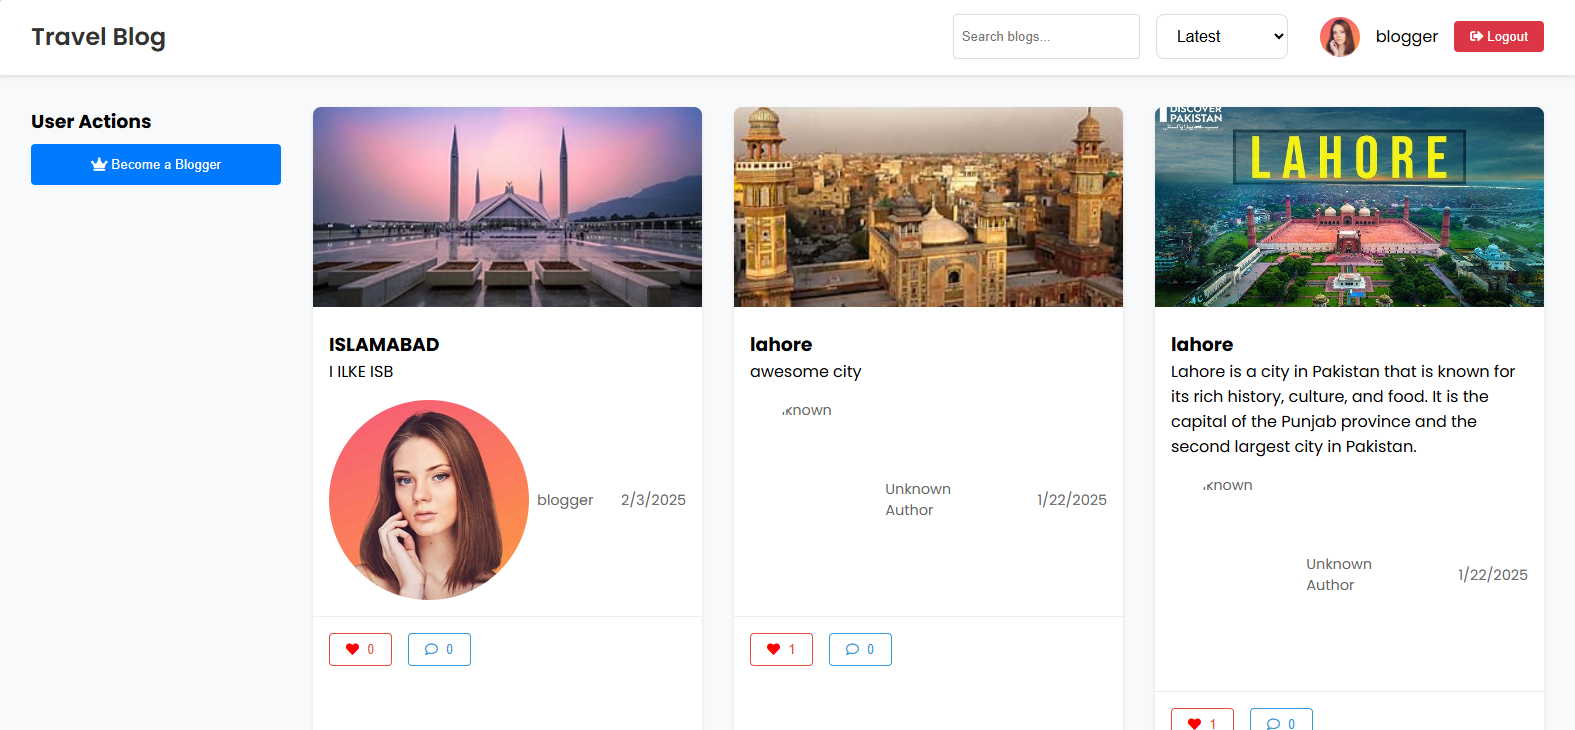 Travel Blog
Search blogs...
Latest
blogger
Logout
User Actions
Become a Blogger
ISLAMABAD
I ILKE ISB
blogger
2/3/2025
0
0
lahore
awesome city
known
Unknown
Author
1/22/2025
1
0
DISCOVER
PAKISTAN
LAHORE
lahore
Lahore is a city in Pakistan that is known for
its rich history, culture, and food. It is the
capital of the Punjab province and the
second largest city in Pakistan.
known
Unknown
Author
1/22/2025
1
0